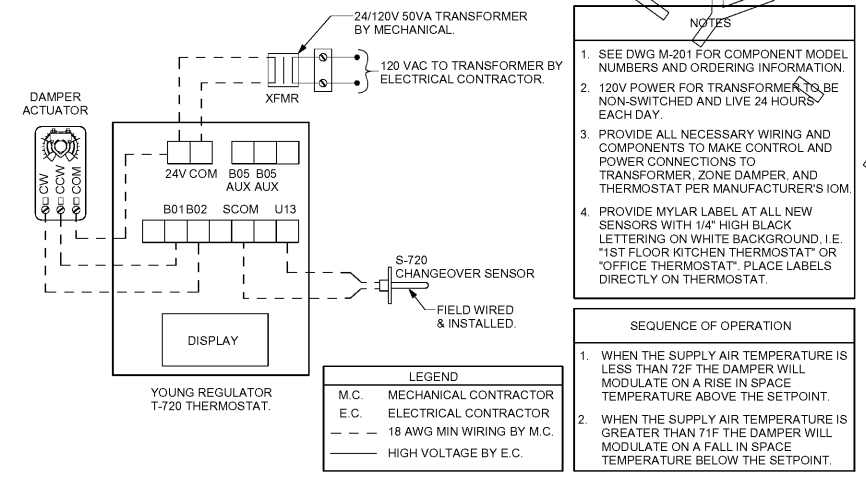 24/120V 50VA TRANSFORMER
BY MECHANICAL.
120 VAC TO TRANSFORMER BY
ELECTRICAL CONTRACTOR.
XFMR
DAMPER
ACTUATOR
CW
CCW
COM
24V COM
B05 B05
AUX AUX
B01 B02 SCOM U13
S-720
CHANGEOVER SENSOR
FIELD WIRED
& INSTALLED.
DISPLAY
YOUNG REGULATOR
T-720 THERMOSTAT.
LEGEND
M.C. MECHANICAL CONTRACTOR
E.C. ELECTRICAL CONTRACTOR
18 AWG MIN WIRING BY M.C.
HIGH VOLTAGE BY E.C.
NOTES
1. SEE DWG M-201 FOR COMPONENT MODEL
NUMBERS AND ORDERING INFORMATION.
2. 120V POWER FOR TRANSFORMER TO BE
NON-SWITCHED AND LIVE 24 HOURS
EACH DAY.
3. PROVIDE ALL NECESSARY WIRING AND
COMPONENTS TO MAKE CONTROL AND
POWER CONNECTIONS TO
TRANSFORMER, ZONE DAMPER, AND
THERMOSTAT PER MANUFACTURER'S IOM.
4. PROVIDE MYLAR LABEL AT ALL NEW
SENSORS WITH 1/4" HIGH BLACK
LETTERING ON WHITE BACKGROUND, I.E.
"1ST FLOOR KITCHEN THERMOSTAT" OR
"OFFICE THERMOSTAT". PLACE LABELS
DIRECTLY ON THERMOSTAT.
SEQUENCE OF OPERATION
1. WHEN THE SUPPLY AIR TEMPERATURE IS
LESS THAN 72F THE DAMPER WILL
MODULATE ON A RISE IN SPACE
TEMPERATURE ABOVE THE SETPOINT.
2. WHEN THE SUPPLY AIR TEMPERATURE IS
GREATER THAN 71F THE DAMPER WILL
MODULATE ON A FALL IN SPACE
TEMPERATURE BELOW THE SETPOINT.